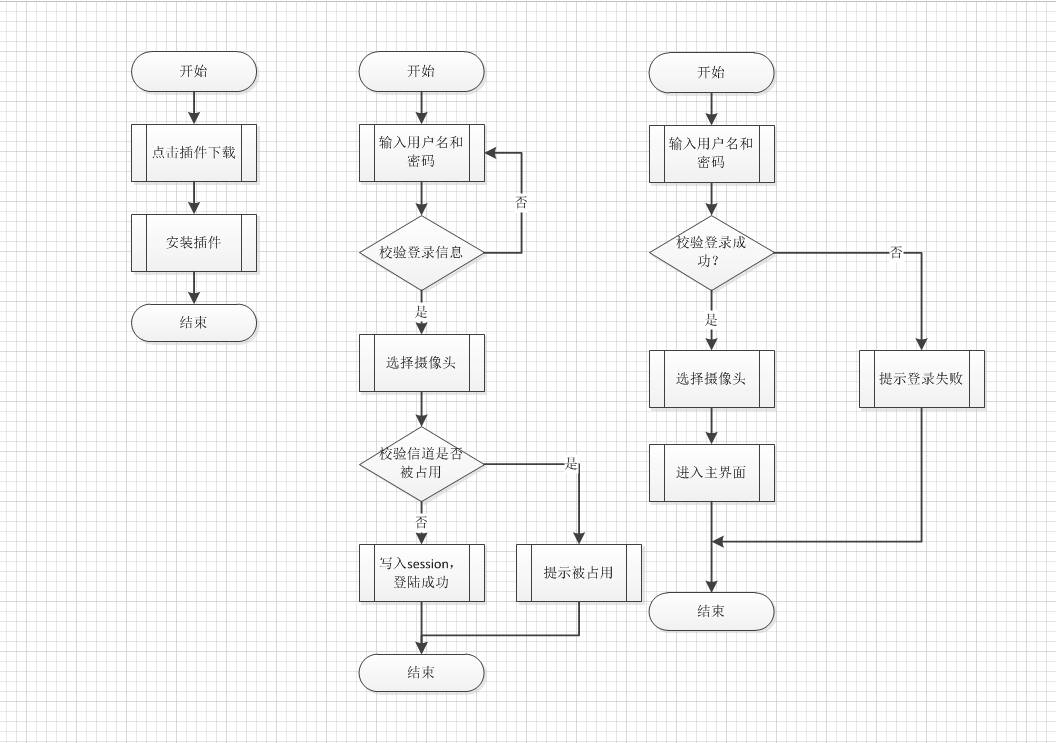 开始
点击插件下载
安装插件
结束
开始
输入用户名和
密码
否
校验登录信息
是
选择摄像头
校验信道是否
被占用
是
否
写入session，
登陆成功
提示被占用
结束
开始
输入用户名和
密码
校验登录成
功？
否
是
选择摄像头
提示登录失败
进入主界面
结束